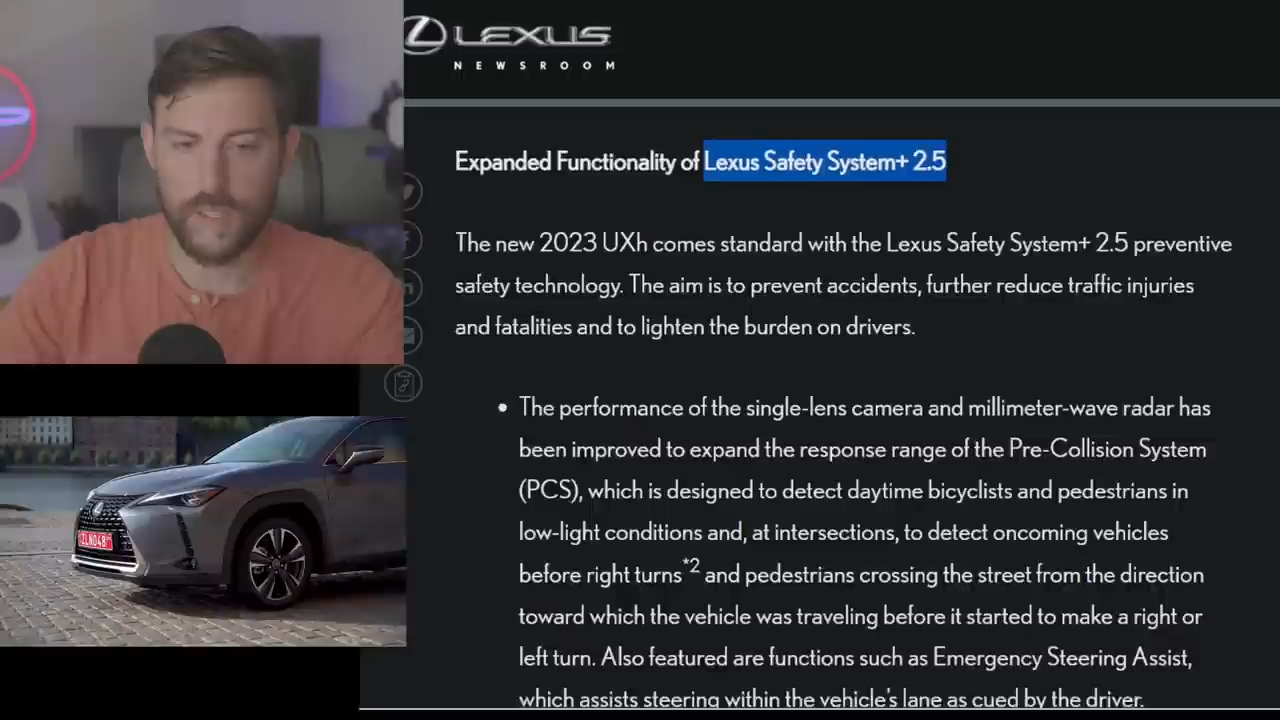 LEXUS
NEWSROOM
Expanded Functionality of Lexus Safety System+ 2.5
The new 2023 UXh comes standard with the Lexus Safety System+ 2.5 preventive
safety technology. The aim is to prevent accidents, further reduce traffic injuries
and fatalities and to lighten the burden on drivers.
• The performance of the single-lens camera and millimeter-wave radar has
been improved to expand the response range of the Pre-Collision System
(PCS), which is designed to detect daytime bicyclists and pedestrians in
low-light conditions and, at intersections, to detect oncoming vehicles
before right turns*2 and pedestrians crossing the street from the direction
toward which the vehicle was traveling before it started to make a right or
left turn. Also featured are functions such as Emergency Steering Assist,
which assists steering within the vehicle's lane as cued by the driver.
ZLN048